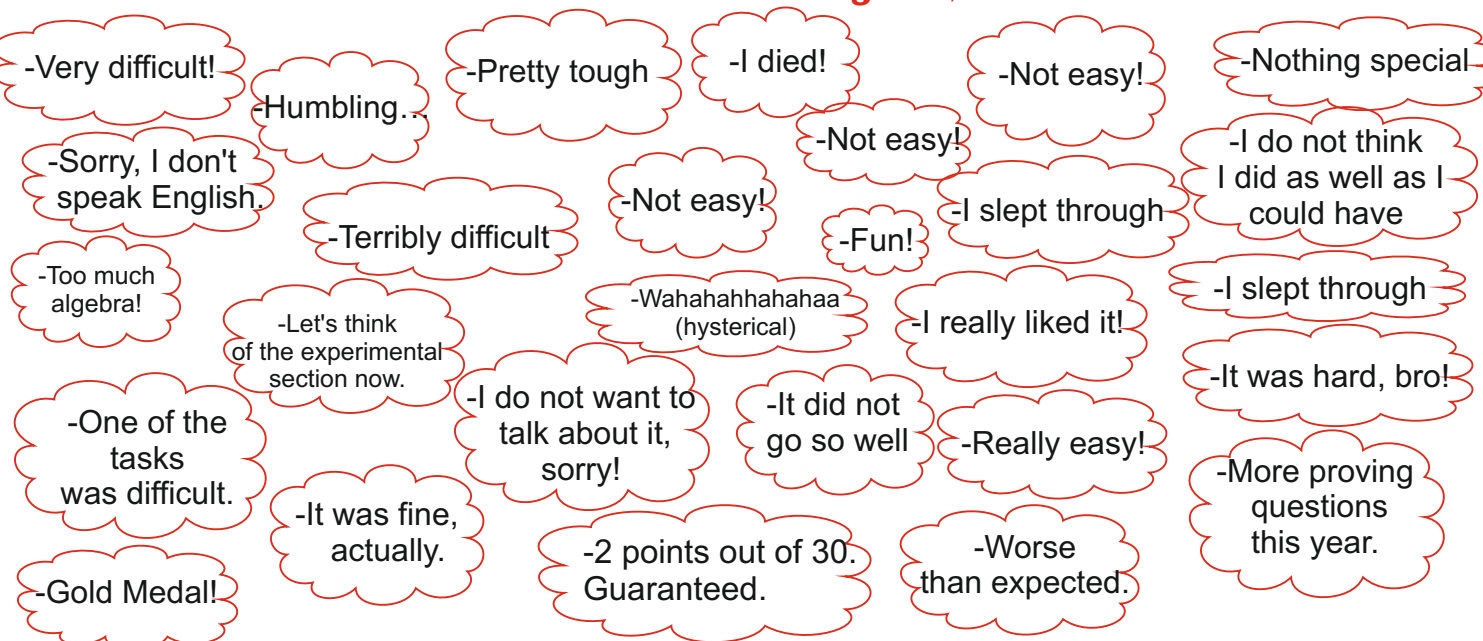 -Very difficult!
-Humbling...
-Pretty tough
-I died!
-Not easy!
-Nothing special
-Sorry, I don't
speak English.
-Not easy!
-I do not think
I did as well as I
could have
-Terribly difficult
-Not easy!
-Fun!
-I slept through
-Too much
algebra!
-Let's think
of the experimental
section now.
-Wahahahhahahaa
(hysterical)
-I really liked it!
-I slept through
-It was hard, bro!
-One of the
tasks
was difficult.
-I do not want to
talk about it,
sorry!
-It did not
go so well
-Really easy!
-More proving
questions
this year.
-It was fine,
actually.
-2 points out of 30.
Guaranteed.
-Worse
than expected.
-Gold Medal!